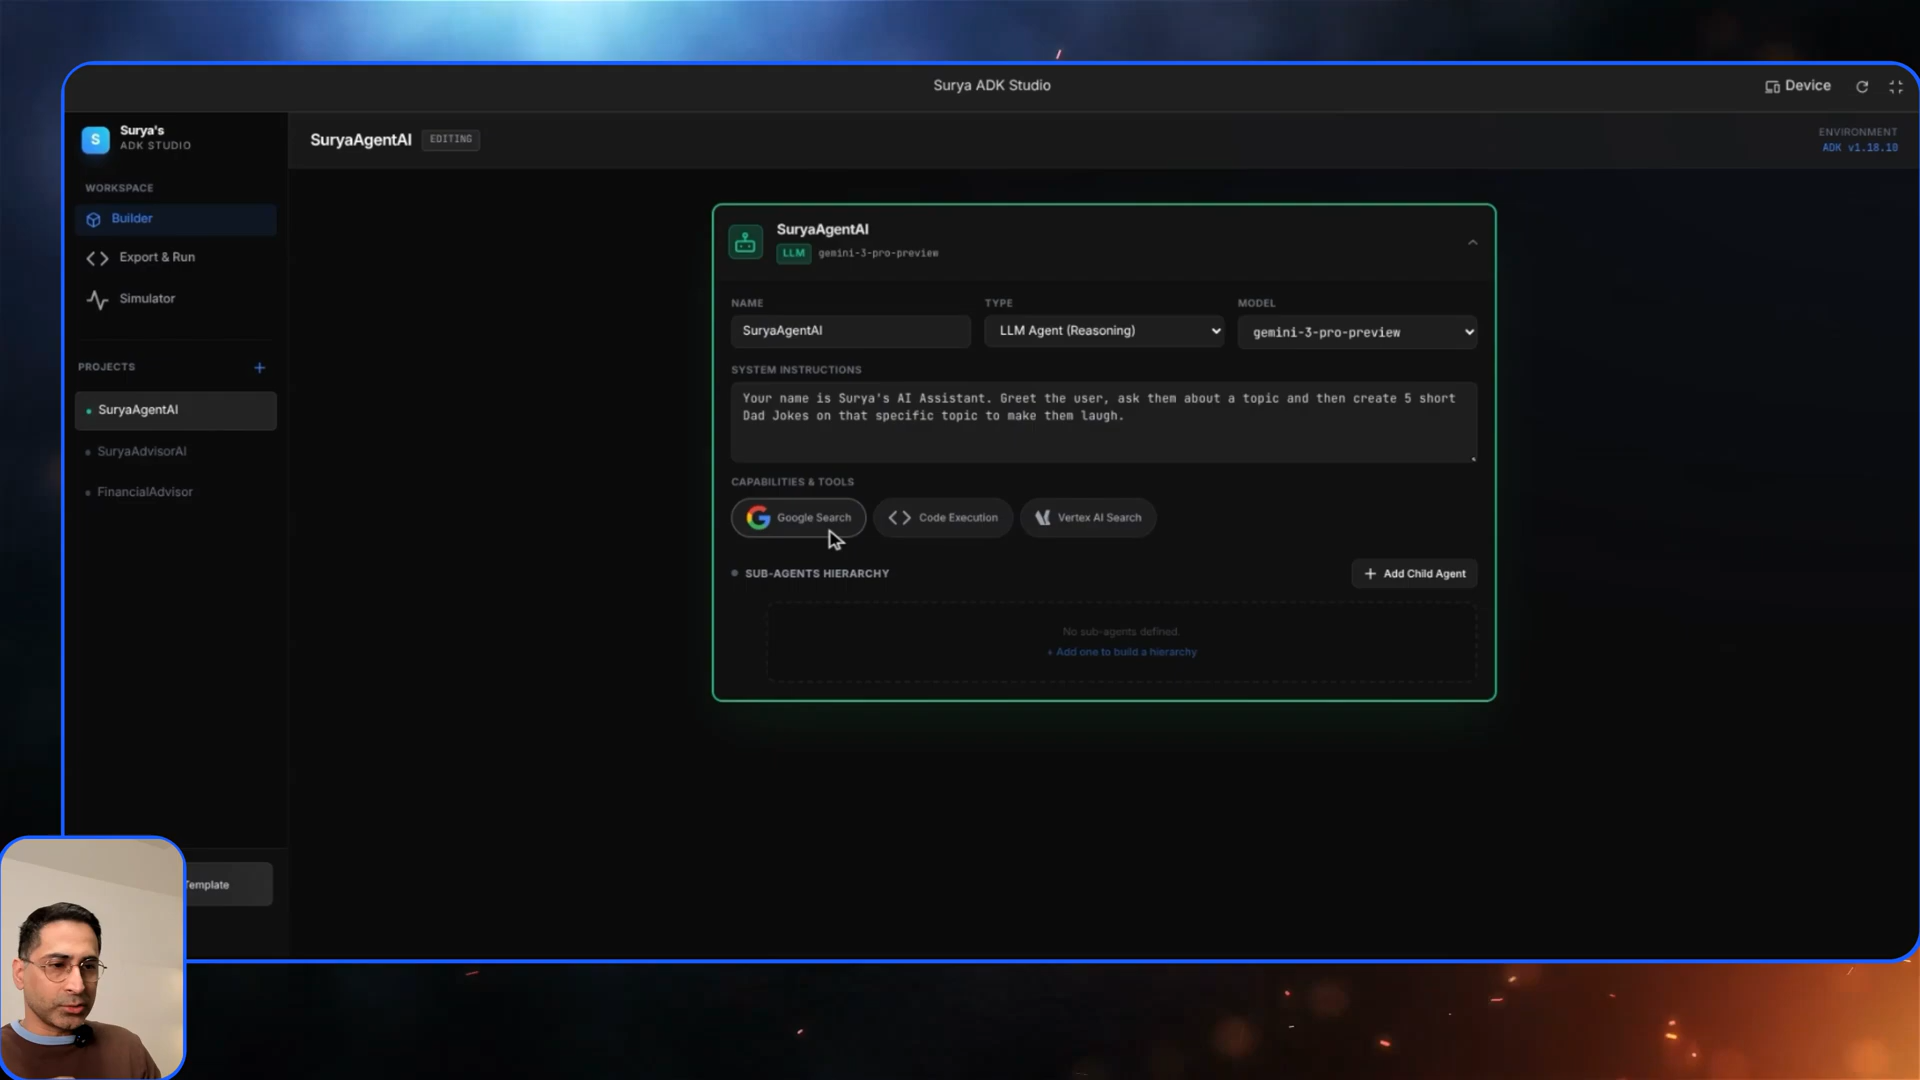 Surya ADK Studio
Device
S
Surya's
ADK STUDIO
SuryaAgentAI
EDITING
ENVIRONMENT
ADK v1.18.10
WORKSPACE
Builder
Export & Run
Simulator
PROJECTS
+
SuryaAgentAI
SuryaAdvisorAI
FinancialAdvisor
Template
SuryaAgentAI
LLM gemini-3-pro-preview
NAME
SuryaAgentAI
TYPE
LLM Agent (Reasoning)
MODEL
gemini-3-pro-preview
SYSTEM INSTRUCTIONS
Your name is Surya's AI Assistant. Greet the user, ask them about a topic and then create 5 short
Dad Jokes on that specific topic to make them laugh.
CAPABILITIES & TOOLS
Google Search
Code Execution
Vertex AI Search
SUB-AGENTS HIERARCHY
+ Add Child Agent
No sub-agents defined.
+ Add one to build a hierarchy